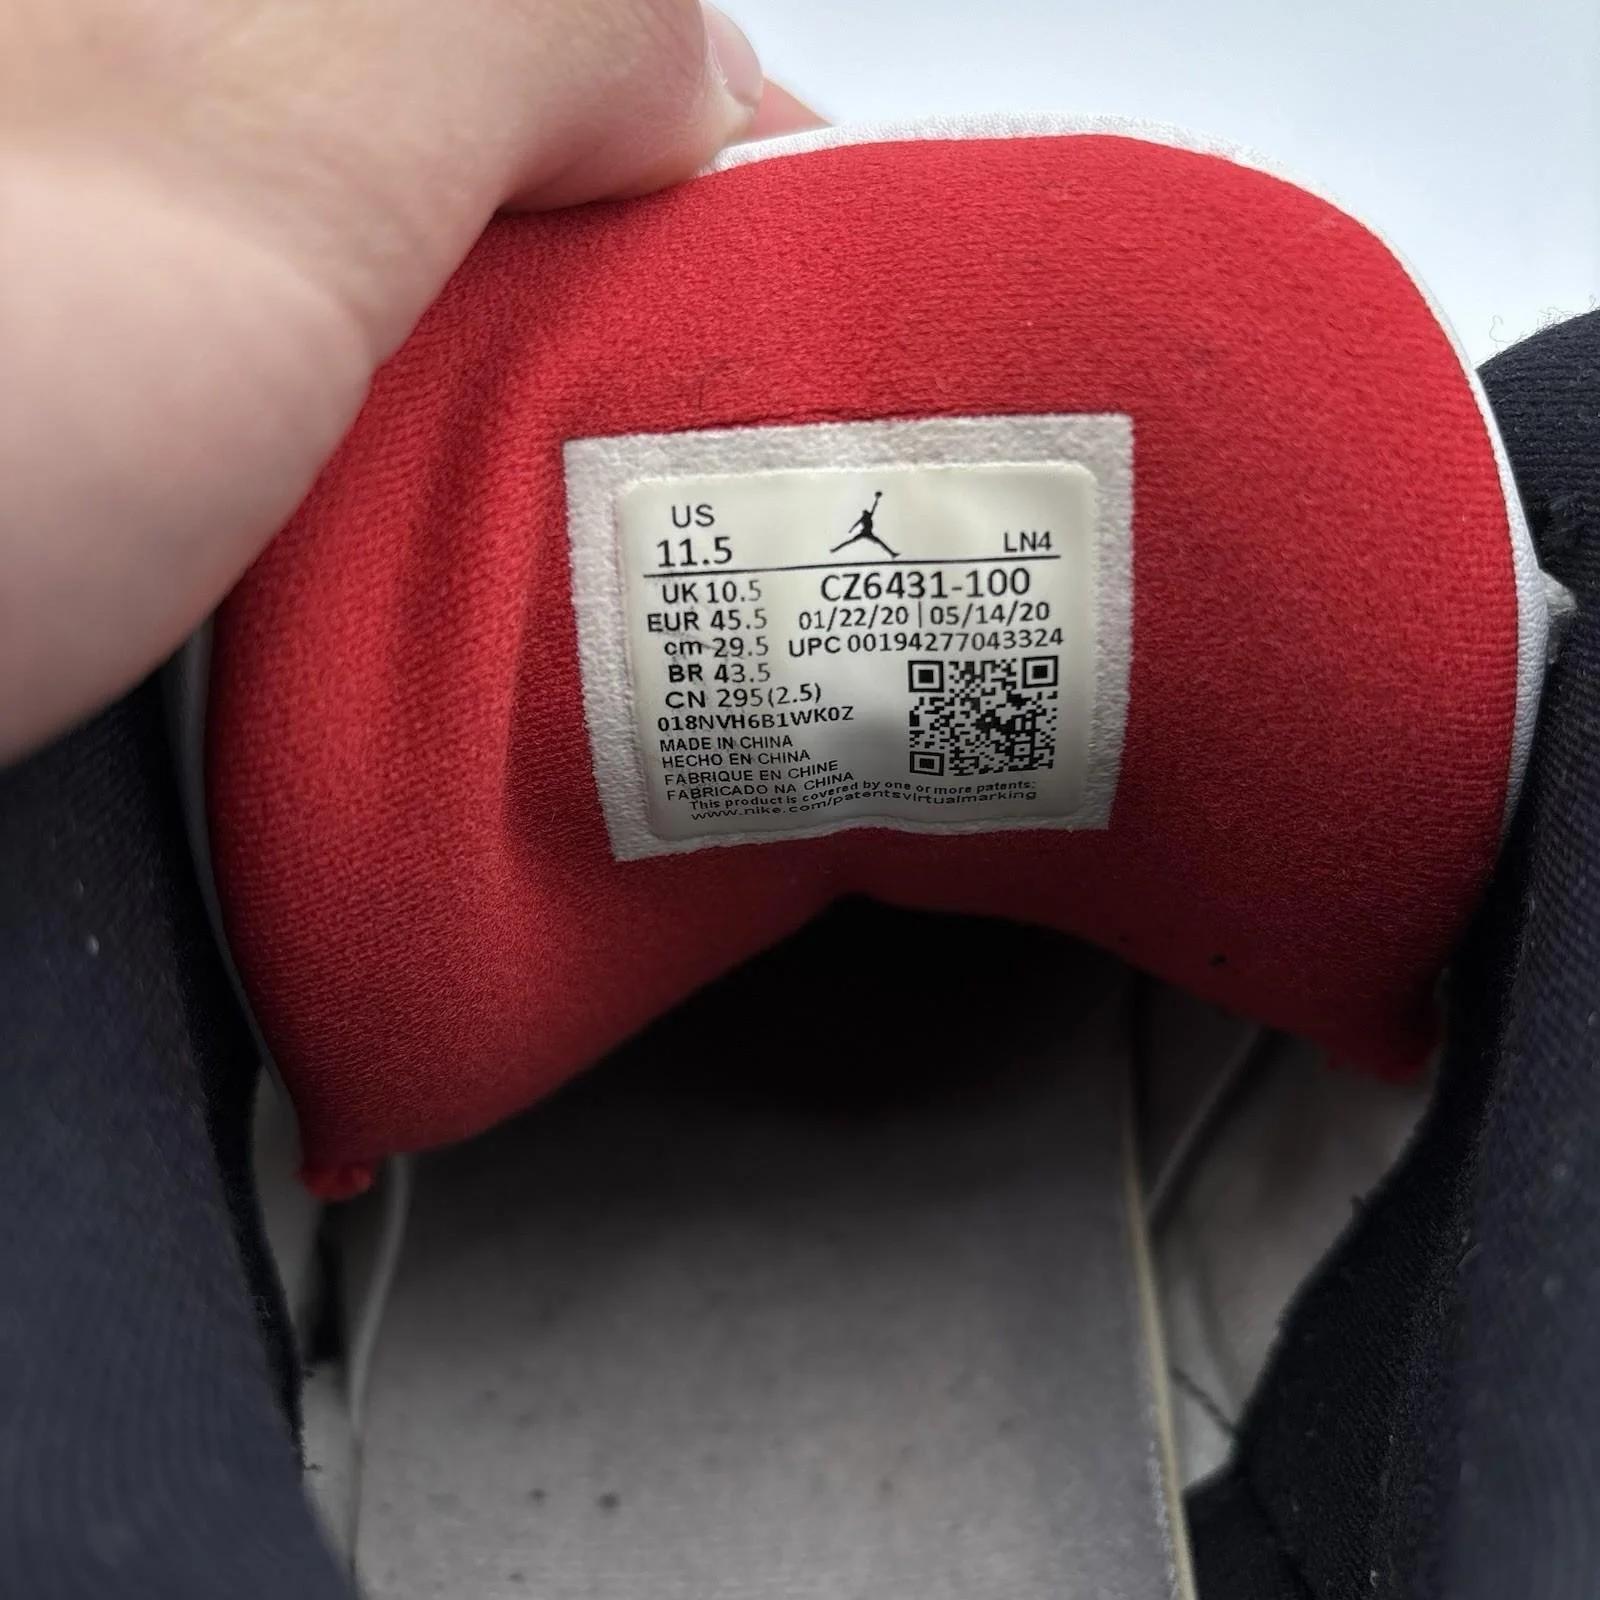 US
11.5 LN4
UK 10.5 CZ6431-100
EUR 45.5 01/22/20 | 05/14/20
cm 29.5 UPC 00194277043324
BR 43.5
CN 295(2.5)
018NVH6B1WK0Z
MADE IN CHINA
HECHO EN CHINA
FABRIQUE EN CHINE
FABRICADO NA CHINA
This product is covered by one or more patents:
www.nike.com/patentsvirtualmarking